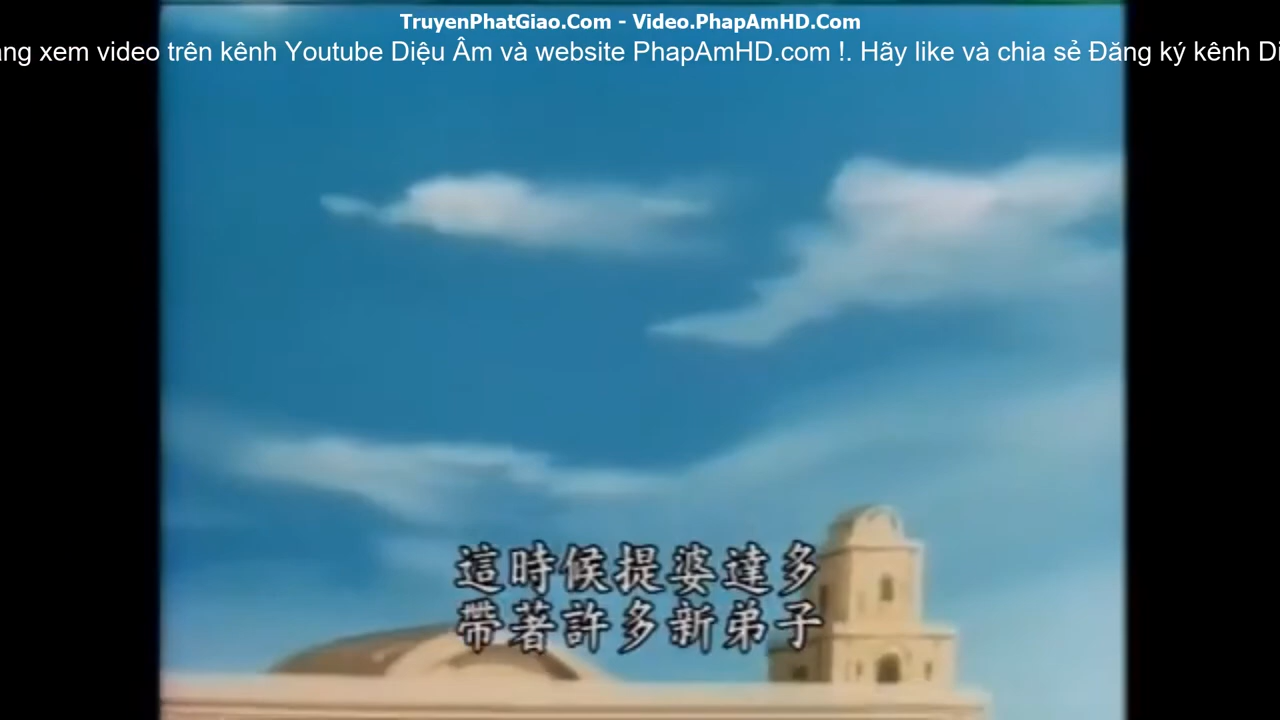 TruyenPhatGiao.Com - Video.PhapAmHD.Com
xem video trên kênh Youtube Diệu Âm và website PhapAmHD.com !. Hãy like và chia sẻ Đăng ký kênh
這時候提婆達多
帶著許多新弟子